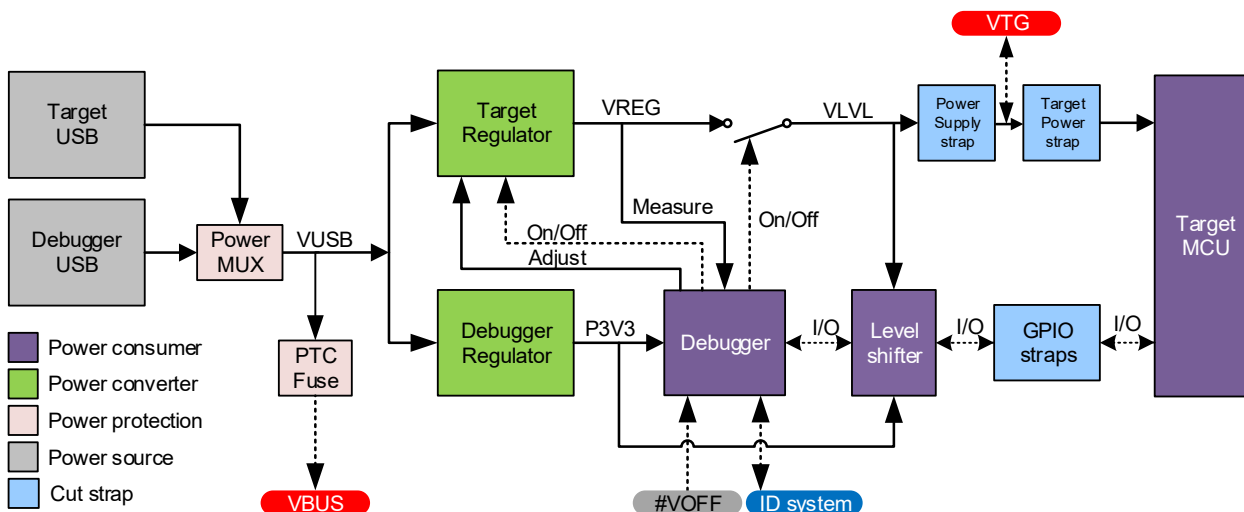 VTG
Target
USB
Target
Regulator
VREG
VLVL
Power
Supply
strap
Target
Power
strap
Target
MCU
Measure
On/Off
On/Off
Adjust
Debugger
USB
Power
MUX
VUSB
Debugger
Regulator
P3V3
Debugger
I/O
Level
shifter
I/O
GPIO
straps
I/O
PTC
Fuse
Power consumer
Power converter
Power protection
Power source
Cut strap
VBUS
#VOFF
ID system